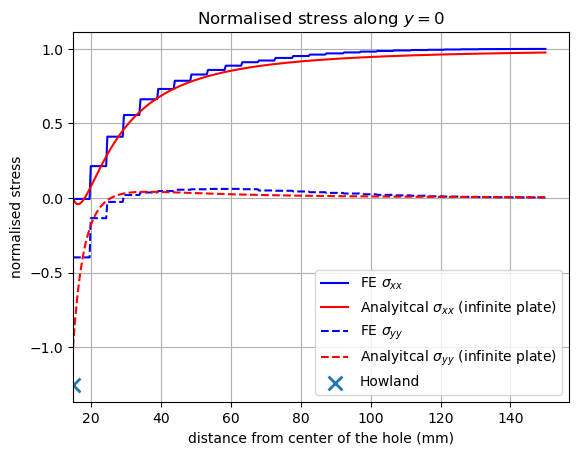 Normalised stress along y = 0
normalised stress
1.0
0.5
0.0
−0.5
−1.0
FE σxx
Analyitcal σxx (infinite plate)
FE σyy
Analyitcal σyy (infinite plate)
Howland
20 40 60 80 100 120 140
distance from center of the hole (mm)